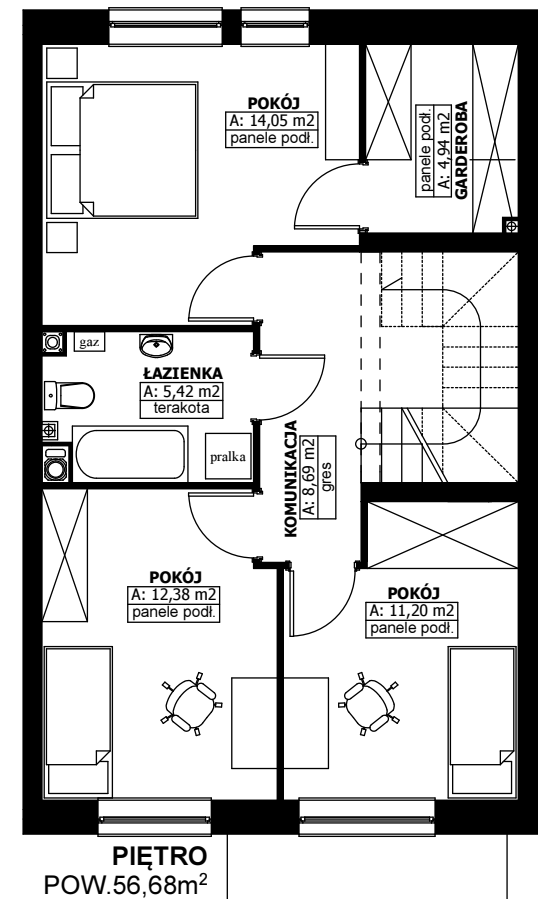 POKÓJ
A: 14,05 m2
panele podł.
GARDEROBA
A: 4,94 m2
panele podł.
gaz
ŁAZIENKA
A: 5,42 m2
terakota
pralka
KOMUNIKACJA
A: 8,69 m2
gres
POKÓJ
A: 12,38 m2
panele podł.
POKÓJ
A: 11,20 m2
panele podł.
PIĘTRO
POW.56,68m²